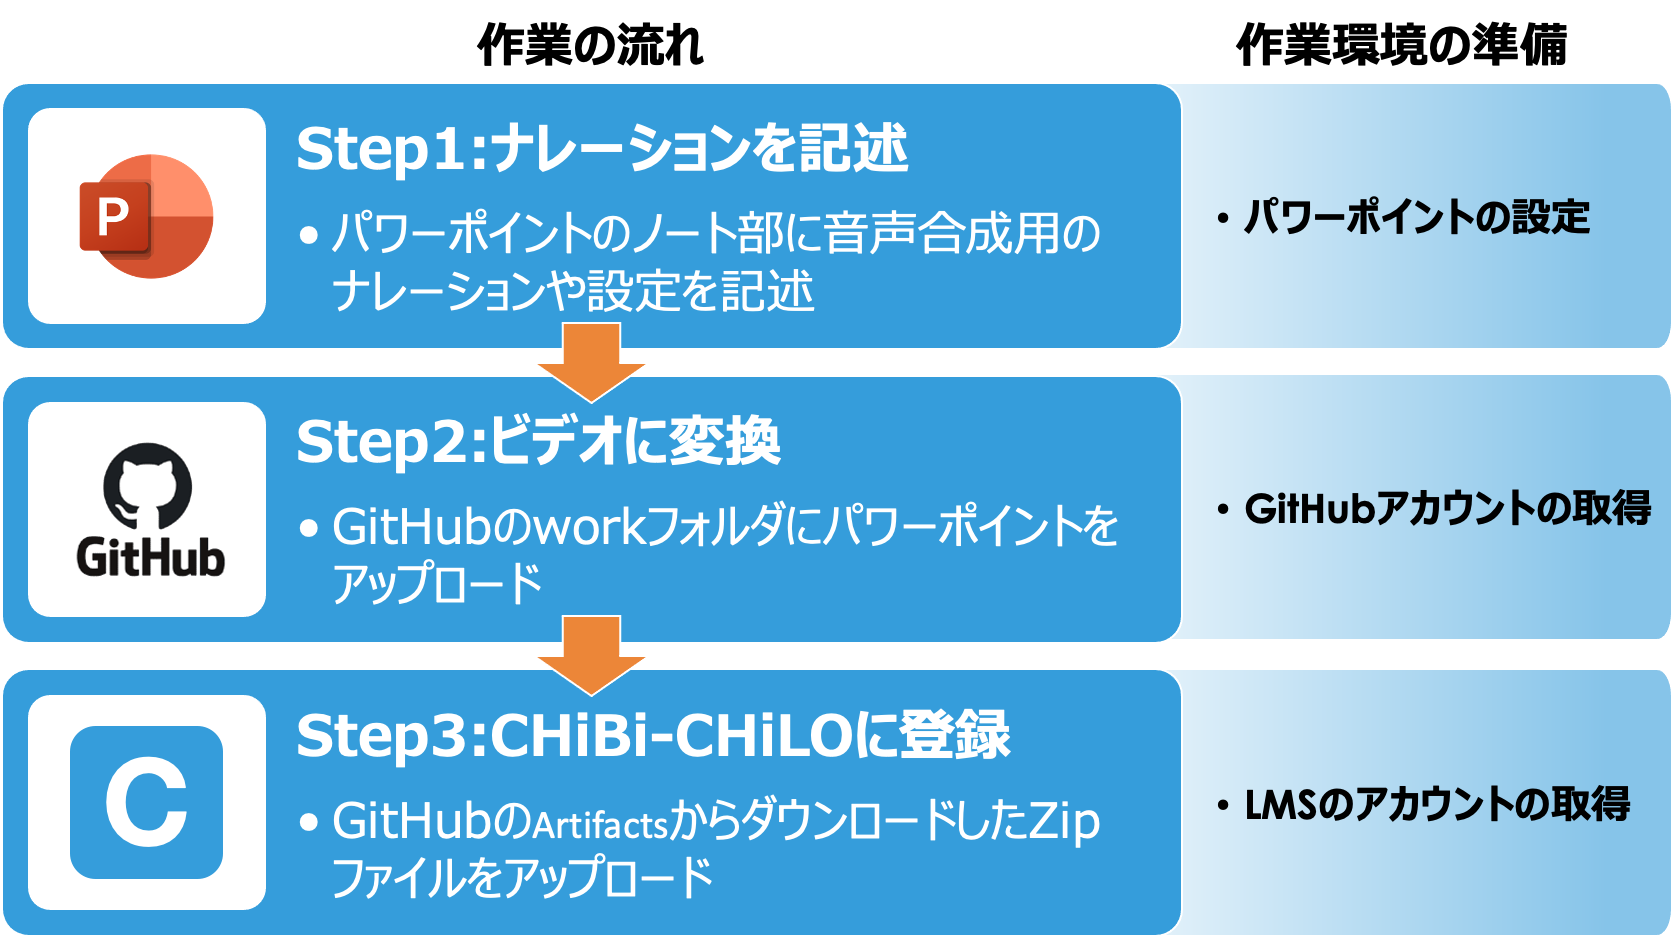 作業の流れ
作業環境の準備
P
Step1:ナレーションを記述
•パワーポイントのノート部に音声合成用の
ナレーションや設定を記述
・パワーポイントの設定
GitHub
Step2:ビデオに変換
•GitHubのworkフォルダにパワーポイントを
アップロード
・GitHubアカウントの取得
C
Step3:CHiBi-CHiLOに登録
•GitHubのArtifactsからダウンロードしたZip
ファイルをアップロード
・LMSのアカウントの取得